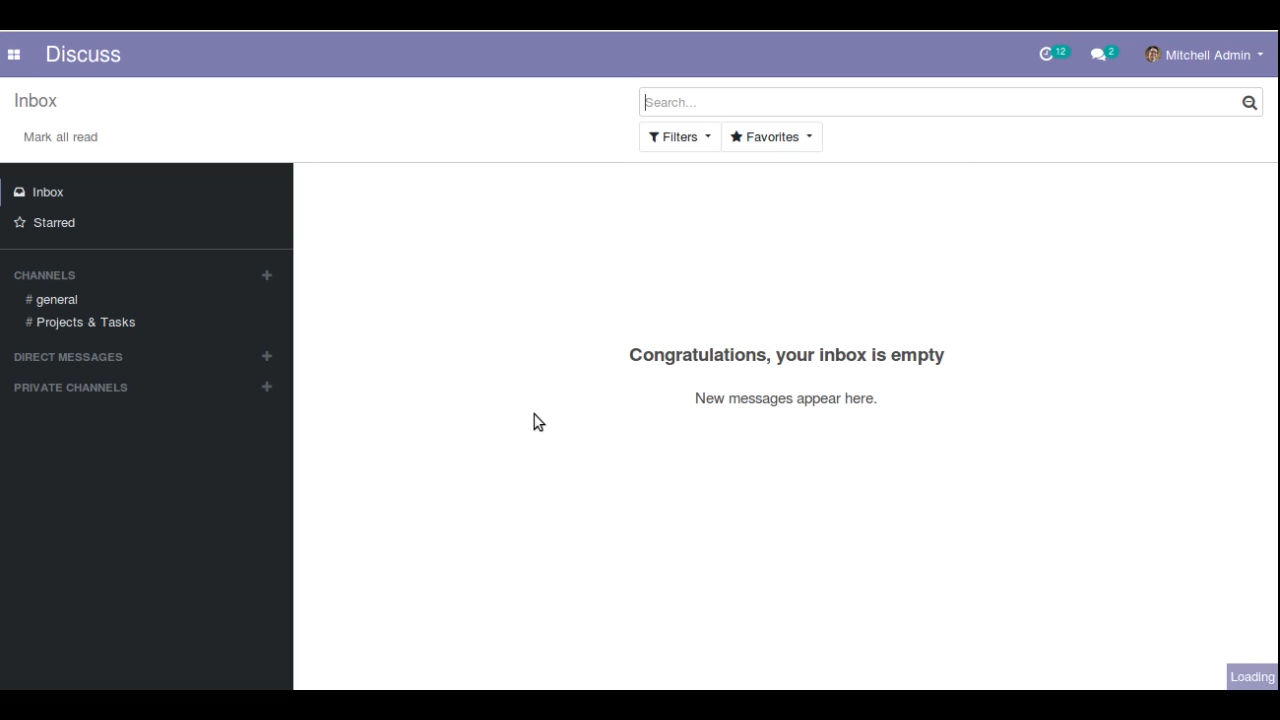 Discuss
12
2
Mitchell Admin
Inbox
Search...
Mark all read
Filters
Favorites
Inbox
Starred
CHANNELS
# general
# Projects & Tasks
DIRECT MESSAGES
PRIVATE CHANNELS
Congratulations, your inbox is empty
New messages appear here.
Loading